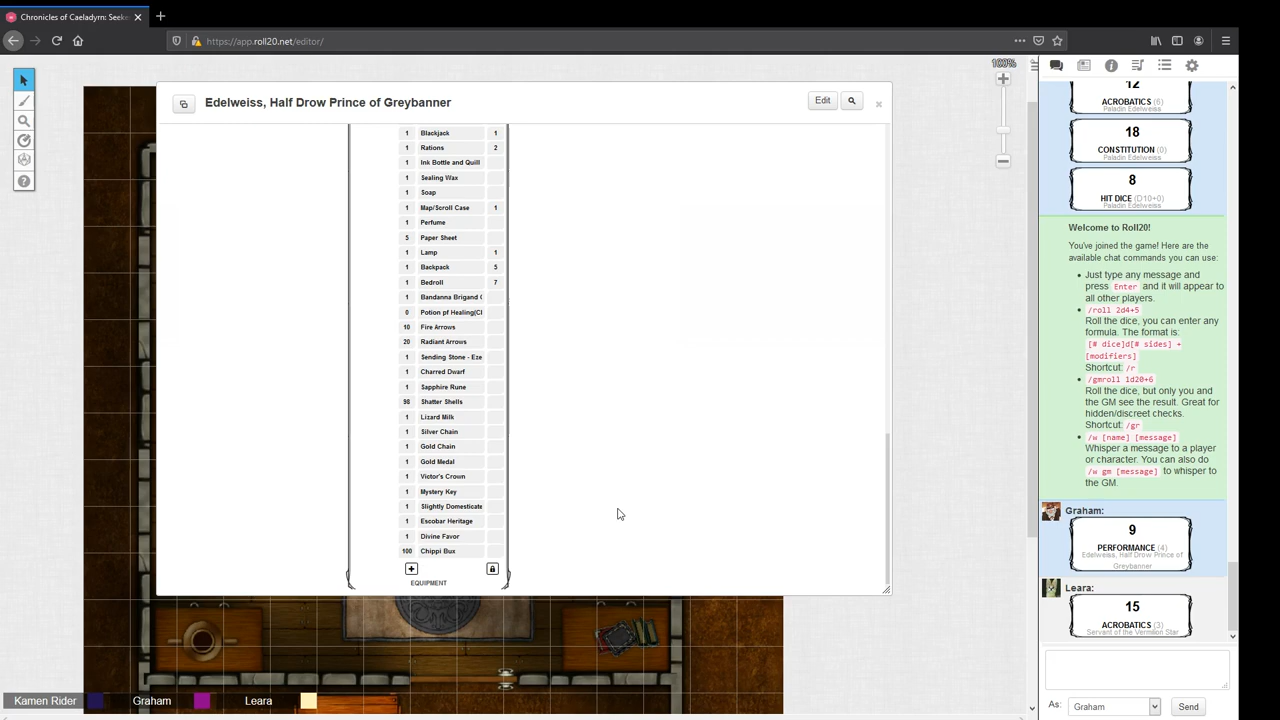 Chronicles of Caeladyrn: Seeke
https://app.roll20.net/editor/
100%
Edelweiss, Half Drow Prince of Greybanner
Edit
1 Blackjack 1
1 Rations 2
1 Ink Bottle and Quill
1 Sealing Wax
1 Soap
1 Map/Scroll Case 1
1 Perfume
5 Paper Sheet
1 Lamp 1
1 Backpack 5
1 Bedroll 7
1 Bandanna Brigand
0 Potion pf Healing(Cl
10 Fire Arrows
20 Radiant Arrows
1 Sending Stone - Eze
1 Charred Dwarf
1 Sapphire Rune
98 Shatter Shells
1 Lizard Milk
1 Silver Chain
1 Gold Chain
1 Gold Medal
1 Victor's Crown
1 Mystery Key
1 Slightly Domesticate
1 Escobar Heritage
1 Divine Favor
100 Chippi Bux
EQUIPMENT
Kamen Rider
Graham
Leara
12
ACROBATICS (6)
Paladin Edelweiss
18
CONSTITUTION (0)
Paladin Edelweiss
8
HIT DICE (D10+0)
Paladin Edelweiss
Welcome to Roll20!
You've joined the game! Here are the
available chat commands you can use:
Just type any message and
press Enter and it will appear to
all other players.
/roll 2d4+5
Roll the dice, you can enter any
formula. The format is:
[# dice]d[# sides] +
[modifiers]
Shortcut: /r
/gmroll 1d20+6
Roll the dice, but only you and
the GM see the result. Great for
hidden/discreet checks.
Shortcut: /gr
/w [name] [message]
Whisper a message to a player
or character. You can also do
/w gm [message] to whisper to
the GM.
Graham:
9
PERFORMANCE (4)
Edelweiss, Half Drow Prince of
Greybanner
Leara:
15
ACROBATICS (3)
Servant of the Vermilion Star
As: Graham
Send